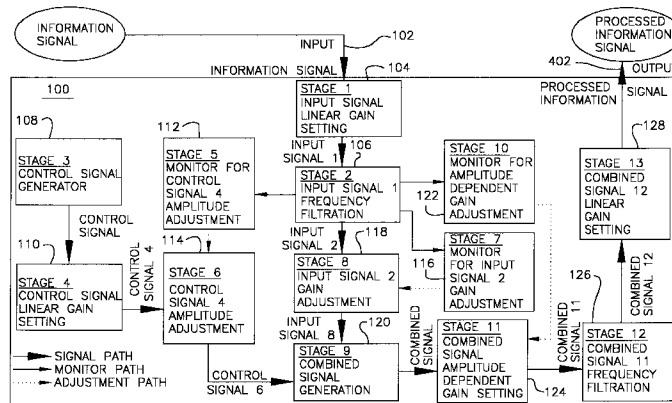 INFORMATION
SIGNAL
INPUT
102
INFORMATION SIGNAL
104
PROCESSED
INFORMATION
SIGNAL
402
OUTPUT
PROCESSED INFORMATION
SIGNAL
100
STAGE 1
INPUT SIGNAL
LINEAR GAIN
SETTING
108
STAGE 3
CONTROL SIGNAL
GENERATOR
112
STAGE 5
MONITOR FOR
CONTROL
SIGNAL 4
AMPLITUDE
ADJUSTMENT
INPUT
SIGNAL 1
106
STAGE 2
INPUT SIGNAL 1
FREQUENCY
FILTRATION
STAGE 10
MONITOR FOR
AMPLITUDE
DEPENDENT
GAIN
ADJUSTMENT
122
128
STAGE 13
COMBINED
SIGNAL 12
LINEAR
GAIN
SETTING
CONTROL
SIGNAL
110
STAGE 4
CONTROL SIGNAL
LINEAR GAIN
SETTING
CONTROL
SIGNAL 4
114
STAGE 6
CONTROL
SIGNAL 4
AMPLITUDE
ADJUSTMENT
INPUT
SIGNAL 2
118
STAGE 8
INPUT SIGNAL 2
GAIN
ADJUSTMENT
STAGE 7
MONITOR
FOR INPUT
SIGNAL 2
GAIN
ADJUSTMENT
116
COMBINED
SIGNAL 12
126
INPUT
SIGNAL 8
120
STAGE 9
COMBINED
SIGNAL
GENERATION
COMBINED
SIGNAL
STAGE 11
COMBINED
SIGNAL
AMPLITUDE
DEPENDENT
GAIN SETTING
124
COMBINED
SIGNAL 11
STAGE 12
COMBINED
SIGNAL 11
FREQUENCY
FILTRATION
CONTROL
SIGNAL 6
SIGNAL PATH
MONITOR PATH
ADJUSTMENT PATH